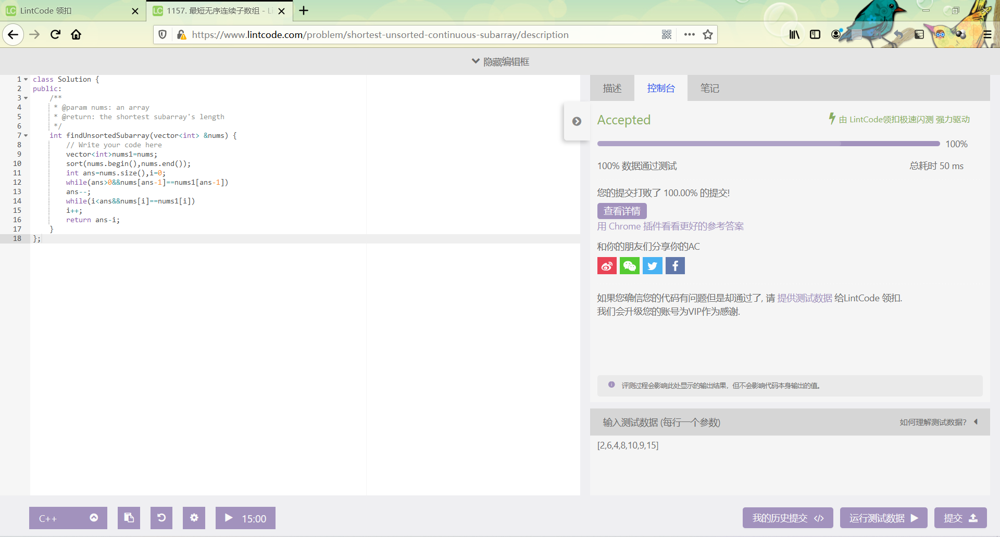 LintCode 领扣
1157. 最短无序连续子数组 - Li
https://www.lintcode.com/problem/shortest-unsorted-continuous-subarray/description
隐藏编辑框
1 class Solution {
2 public:
3 /**
4 * @param nums: an array
5 * @return: the shortest subarray's length
6 */
7 int findUnsortedSubarray(vector<int> &nums) {
8 // Write your code here
9 vector<int>nums1=nums;
10 sort(nums.begin(),nums.end());
11 int ans=nums.size(),i=0;
12 while(ans>0&&nums[ans-1]==nums1[ans-1])
13 ans--;
14 while(i<ans&&nums[i]==nums1[i])
15 i++;
16 return ans-i;
17 }
18 };
描述 控制台 笔记
Accepted
由 LintCode领扣极速闪测 强力驱动
100%
100% 数据通过测试
总耗时 50 ms
您的提交打败了 100.00% 的提交!
查看详情
用 Chrome 插件看看更好的参考答案
和你的朋友们分享你的AC
如果您确信您的代码有问题但是却通过了, 请 提供测试数据 给LintCode 领扣.
我们会升级您的账号为VIP作为感谢.
评测过程会影响此处显示的输出结果，但不会影响代码本身输出的值。
输入测试数据 (每行一个参数)
如何理解测试数据?
[2,6,4,8,10,9,15]
C++
15:00
我的历史提交
运行测试数据
提交